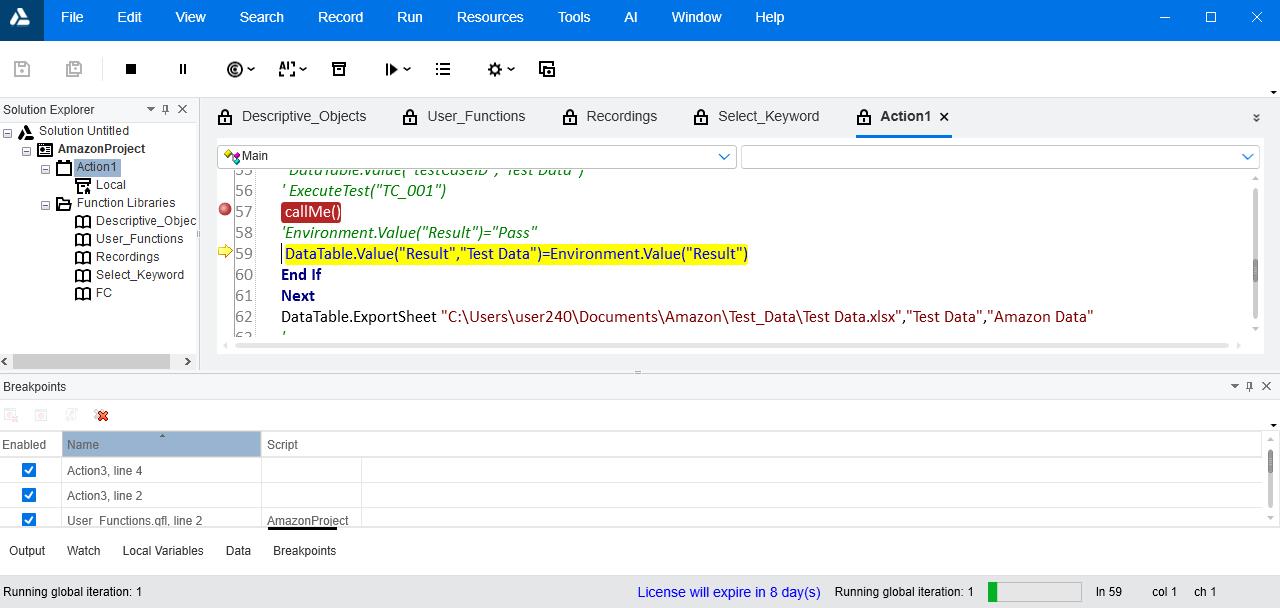 File Edit View Search Record Run Resources Tools AI Window Help
Solution Explorer
Solution Untitled
AmazonProject
Action1
Local
Function Libraries
Descriptive_Objec
User_Functions
Recordings
Select_Keyword
FC
Descriptive_Objects User_Functions Recordings Select_Keyword Action1
Main
55 ' DataTable.Value("testCaseID","Test Data")
56 ' ExecuteTest("TC_001")
57 callMe()
58 'Environment.Value("Result")="Pass"
59 DataTable.Value("Result","Test Data")=Environment.Value("Result")
60 End If
61 Next
62 DataTable.ExportSheet "C:\Users\user240\Documents\Amazon\Test_Data\Test Data.xlsx","Test Data","Amazon Data"
63 '
Breakpoints
Enabled Name Script
Action3, line 4
Action3, line 2
User_Functions.qfl, line 2 AmazonProject
Output Watch Local Variables Data Breakpoints
Running global iteration: 1 License will expire in 8 day(s) Running global iteration: 1 ln 59 col 1 ch 1